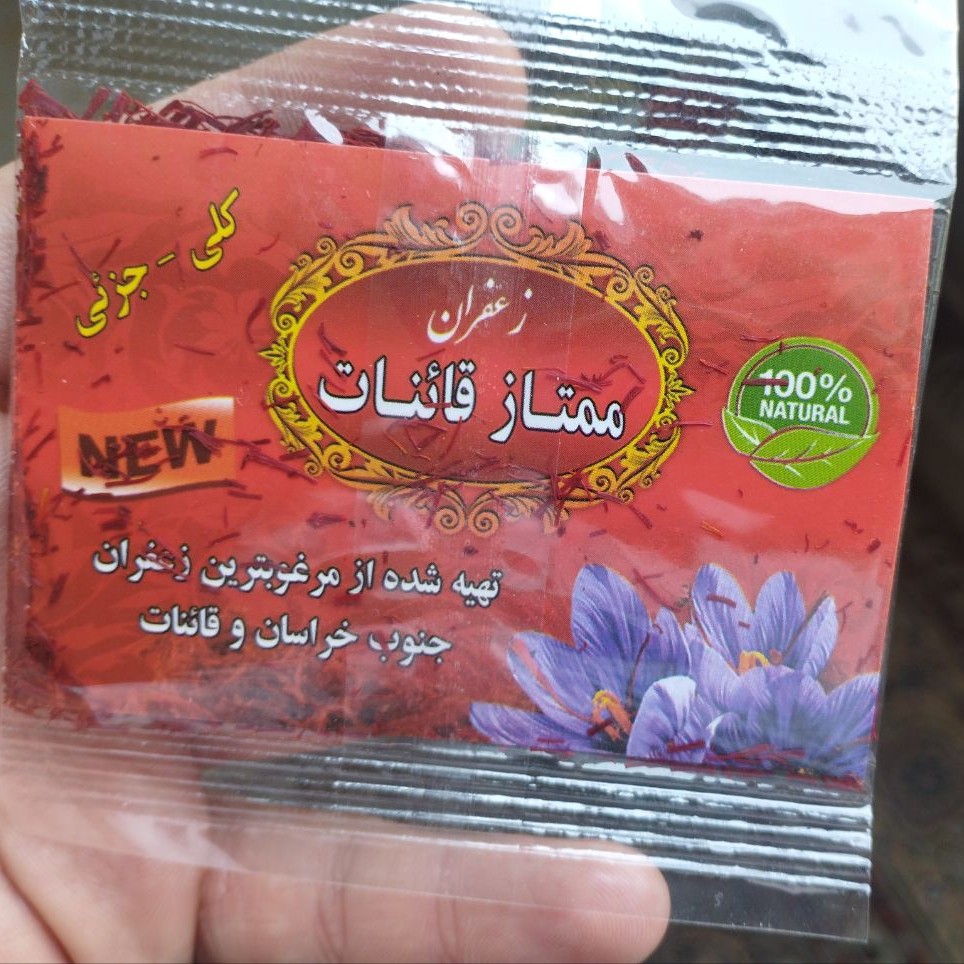 کلی - جزئی
زعفران
ممتاز قائنات
100%
NATURAL
NEW
تهیه شده از مرغوبترین زعفران
جنوب خراسان و قائنات